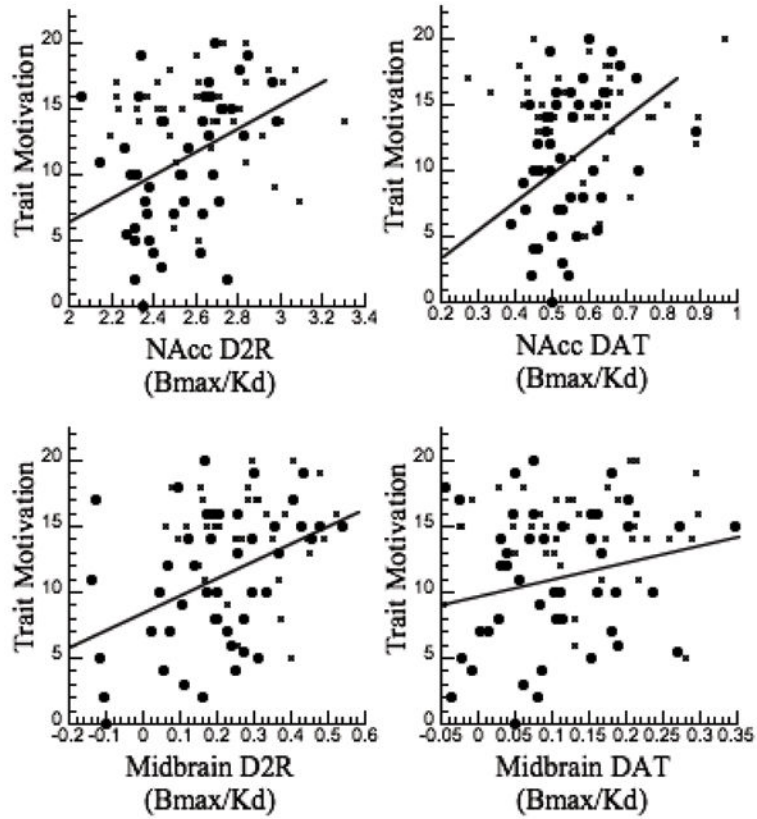 Trait Motivation
20
15
10
5
0
2 2.2 2.4 2.6 2.8 3 3.2 3.4
NAcc D2R
(Bmax/Kd)
Trait Motivation
20
15
10
5
0
0.2 0.3 0.4 0.5 0.6 0.7 0.8 0.9 1
NAcc DAT
(Bmax/Kd)
Trait Motivation
20
15
10
5
0
-0.2 -0.1 0 0.1 0.2 0.3 0.4 0.5 0.6
Midbrain D2R
(Bmax/Kd)
Trait Motivation
20
15
10
5
0
-0.05 0 0.05 0.1 0.15 0.2 0.25 0.3 0.35
Midbrain DAT
(Bmax/Kd)